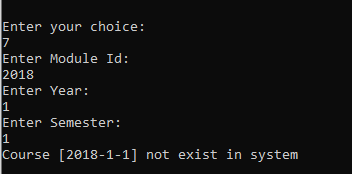 Enter your choice:
7
Enter Module Id:
2018
Enter Year:
1
Enter Semester:
1
Course [2018-1-1] not exist in system